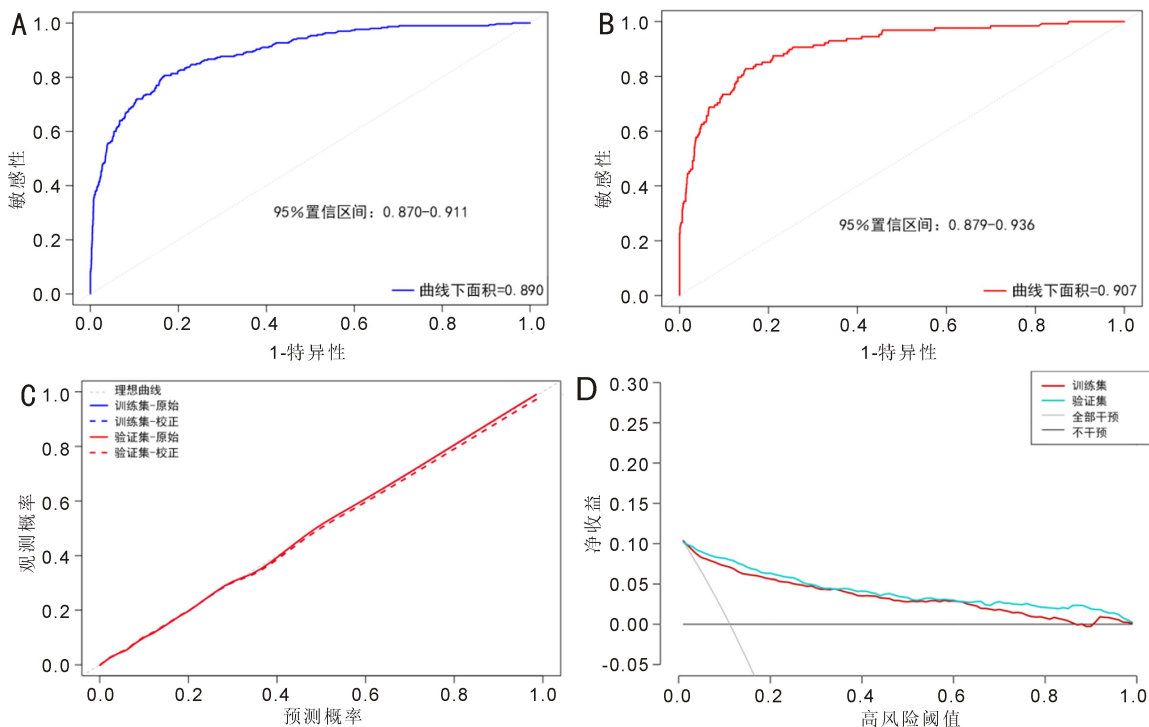 A
1.0
0.8
0.6
0.4
0.2
0.0
敏感性
95%置信区间：0.870-0.911
曲线下面积=0.890
0.0 0.2 0.4 0.6 0.8 1.0
1-特异性
B
1.0
0.8
0.6
0.4
0.2
0.0
敏感性
95%置信区间：0.879-0.936
曲线下面积=0.907
0.0 0.2 0.4 0.6 0.8 1.0
1-特异性
C
1.0
0.8
0.6
0.4
0.2
0.0
观测概率
理想曲线
训练集-原始
训练集-校正
验证集-原始
验证集-校正
0.0 0.2 0.4 0.6 0.8 1.0
预测概率
D
0.30
0.25
0.20
0.15
0.10
0.05
0.00
-0.05
净收益
训练集
验证集
全部干预
不干预
0.0 0.2 0.4 0.6 0.8 1.0
高风险阈值